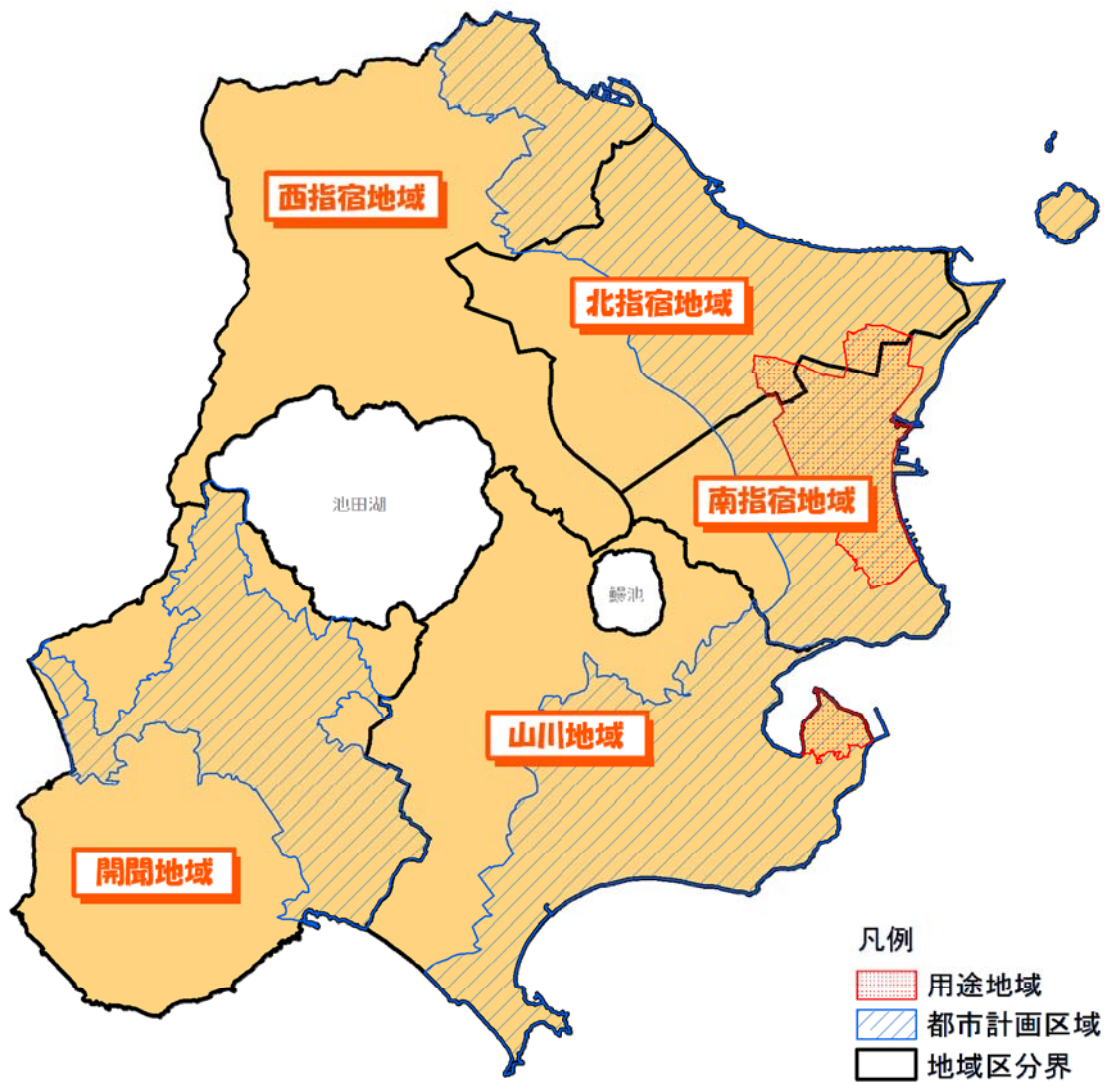 西指宿地域
北指宿地域
池田湖
南指宿地域
鰻池
山川地域
開聞地域
凡例
用途地域
都市計画区域
地域区分界